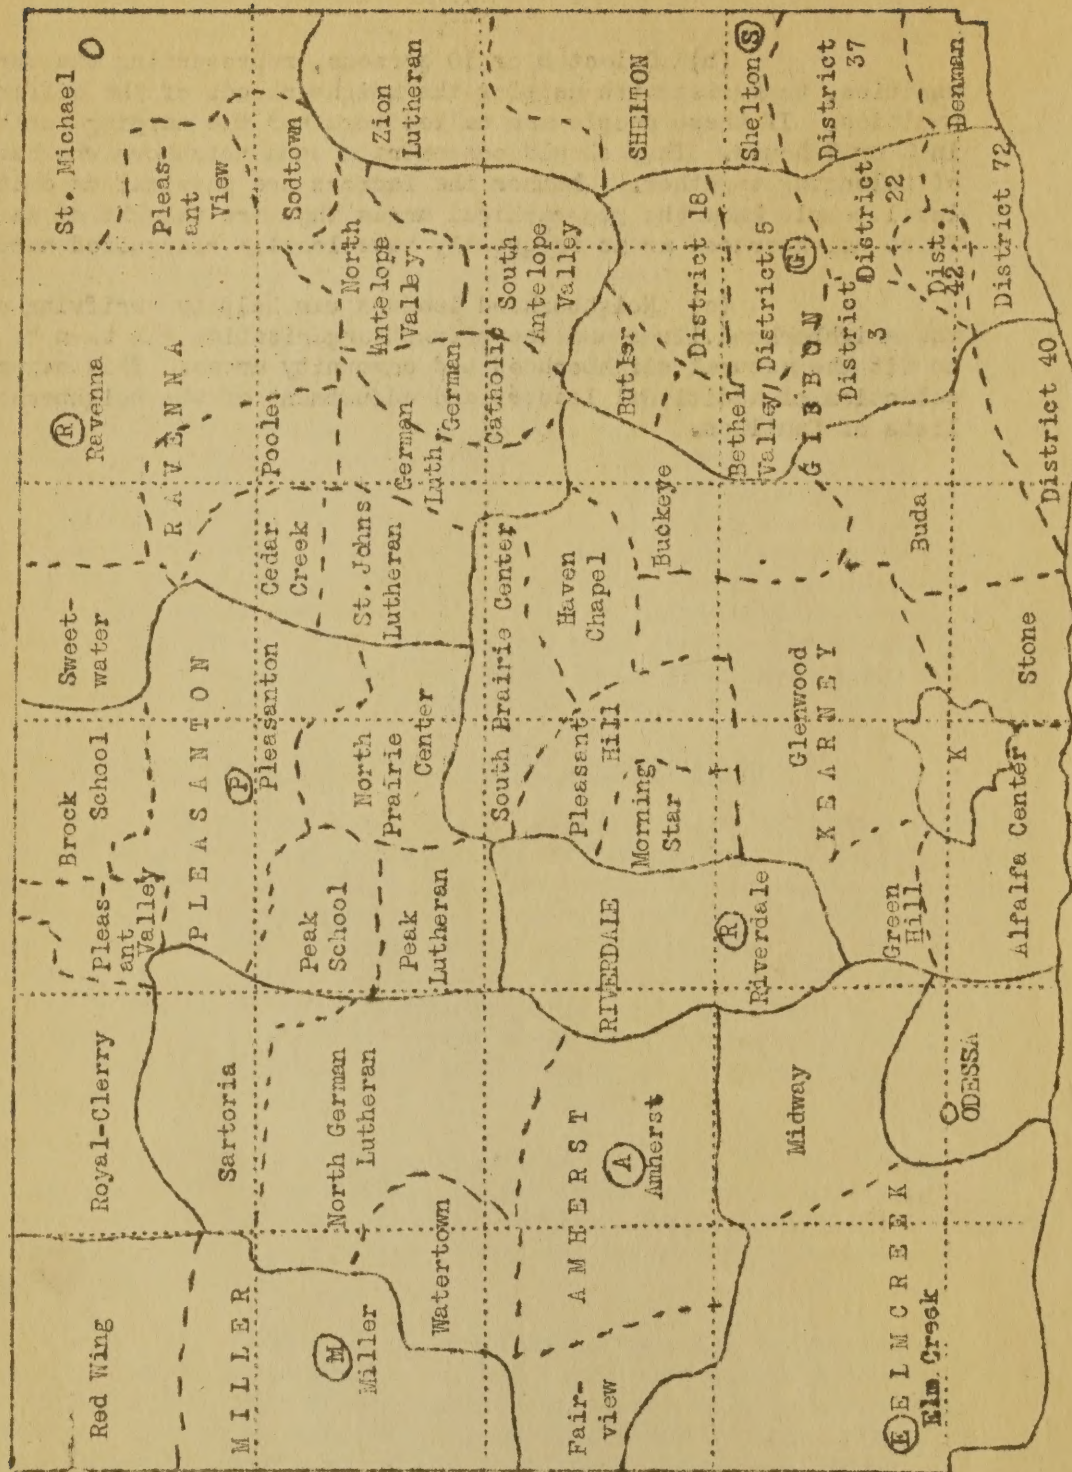 Red Wing
Royal-Clerry
Pleas-
ant
Valley
Brock
School
Sweet-
water
R
Ravenna
St. Michael
O
Pleas-
ant
View
MILLER
Sartoria
PLEASANTON
P
Pleasanton
RAVENNA
Cedar
Creek
Poole
Sodtown
M
Miller
North German
Lutheran
Peak
School
North
Prairie
Center
St. Johns
Lutheran
North
Antelope
Valley
Zion
Lutheran
Watertown
Peak
Lutheran
German
Luth.
German
Catholic
South Prairie Center
South
Antelope
Valley
Fair-
view
AMHERST
A
Amherst
RIVERDALE
Pleasant
Hill
Morning
Star
Haven
Chapel
Buckeye
Butler
SHELTON
District 18
R
Riverdale
Bethel
Valley
District 5
Shelton
S
Midway
Glenwood
KEARNEY
GIBBON
G
District
3
District
22
District
37
E
ELMCREEK
Elm Creek
O
ODESSA
Green
Hill
K
Buda
Dist.
42
Denman
Alfalfa Center
Stone
District 40
District 72